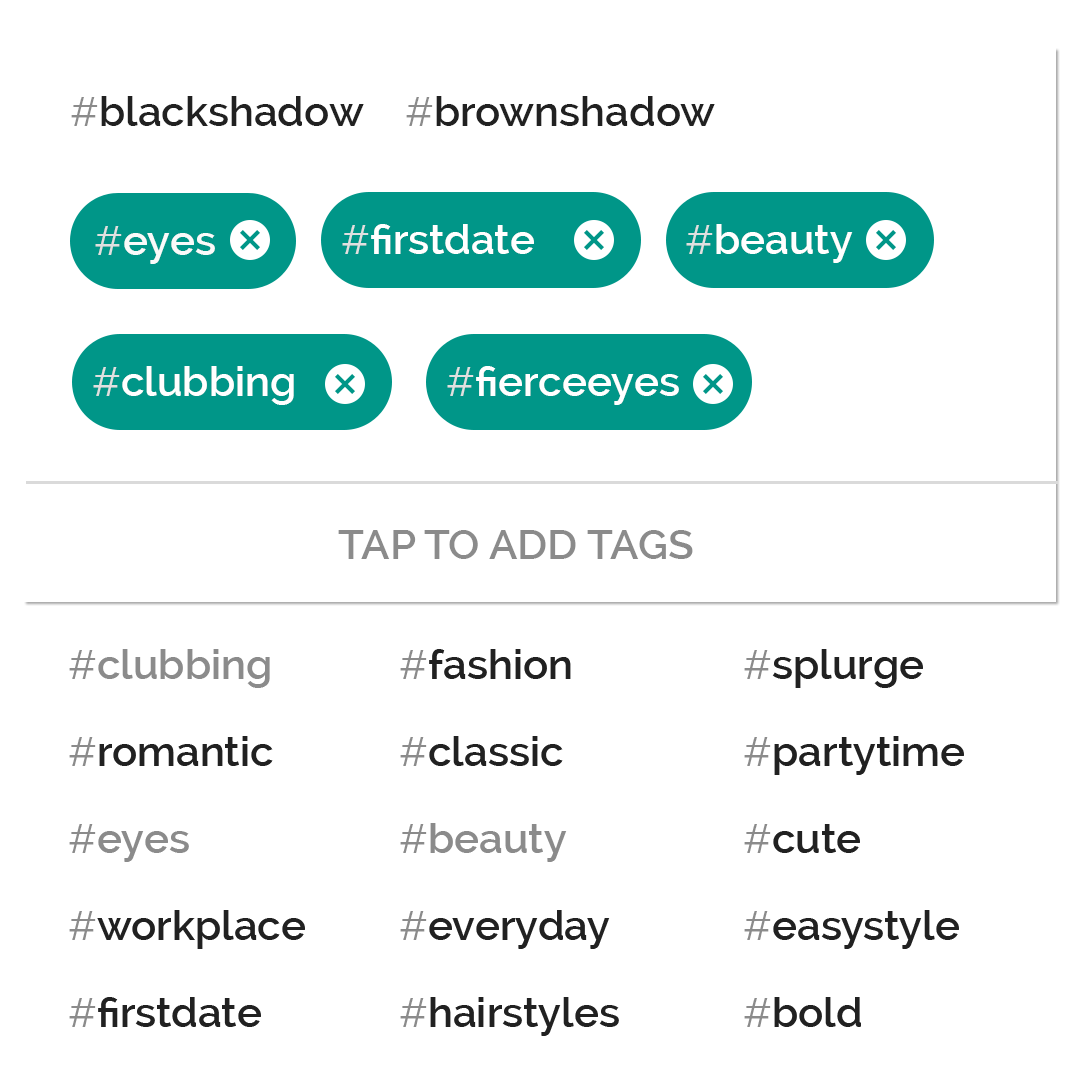 #blackshadow #brownshadow
#eyes #firstdate #beauty
#clubbing #fierceeyes
TAP TO ADD TAGS
#clubbing #fashion #splurge
#romantic #classic #partytime
#eyes #beauty #cute
#workplace #everyday #easystyle
#firstdate #hairstyles #bold